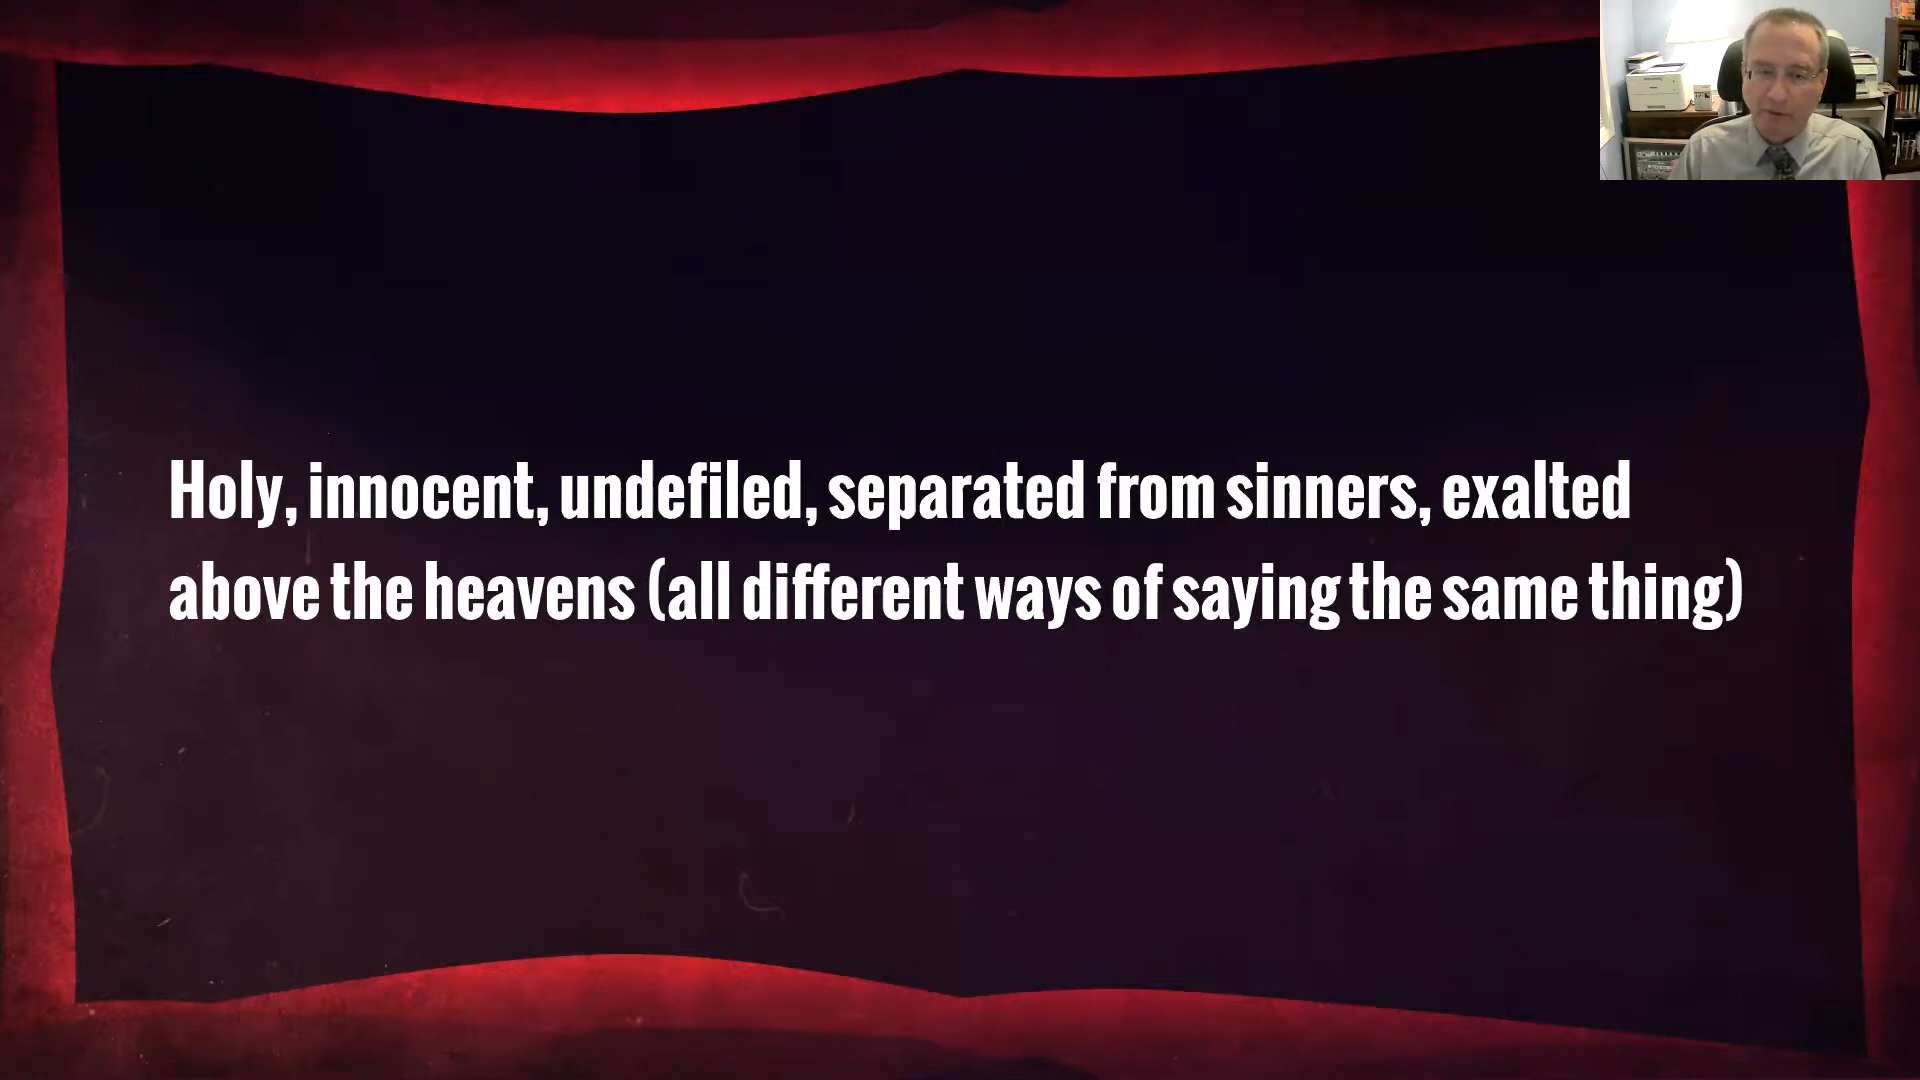 Holy, innocent, undefiled, separated from sinners, exalted
above the heavens (all different ways of saying the same thing)